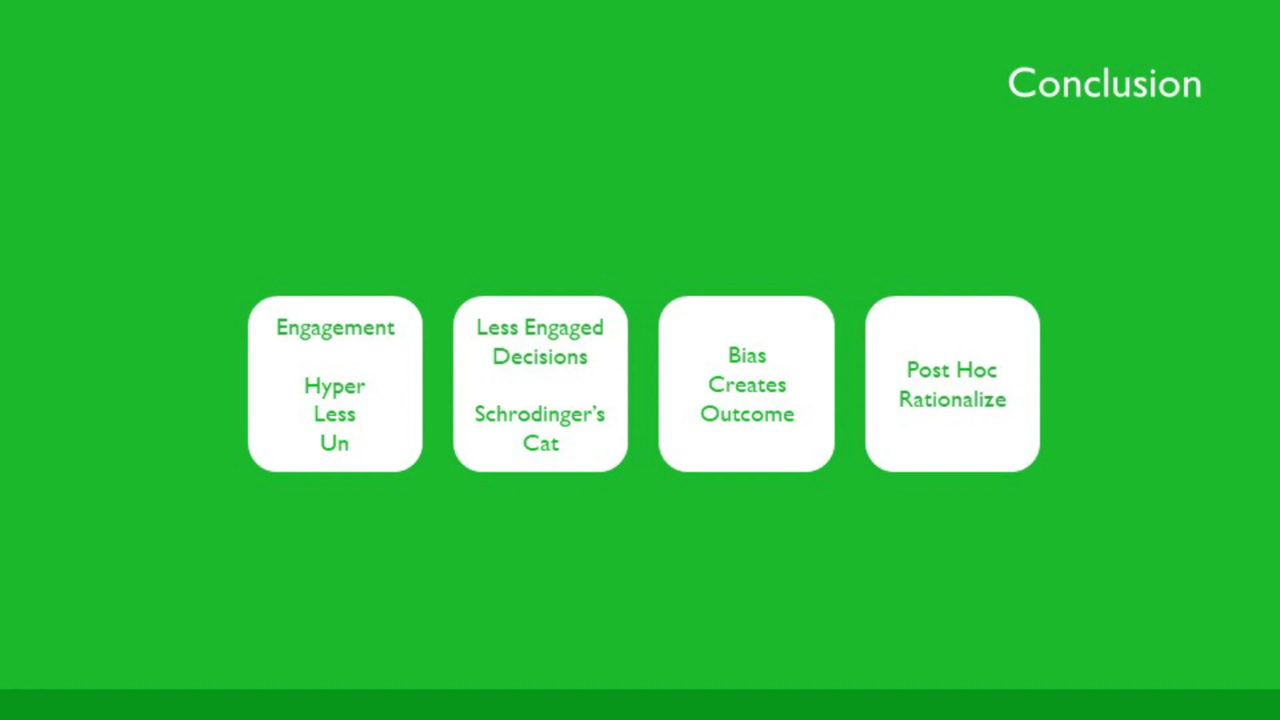 Conclusion
Engagement
Hyper
Less
Un
Less Engaged
Decisions
Schrodinger’s
Cat
Bias
Creates
Outcome
Post Hoc
Rationalize